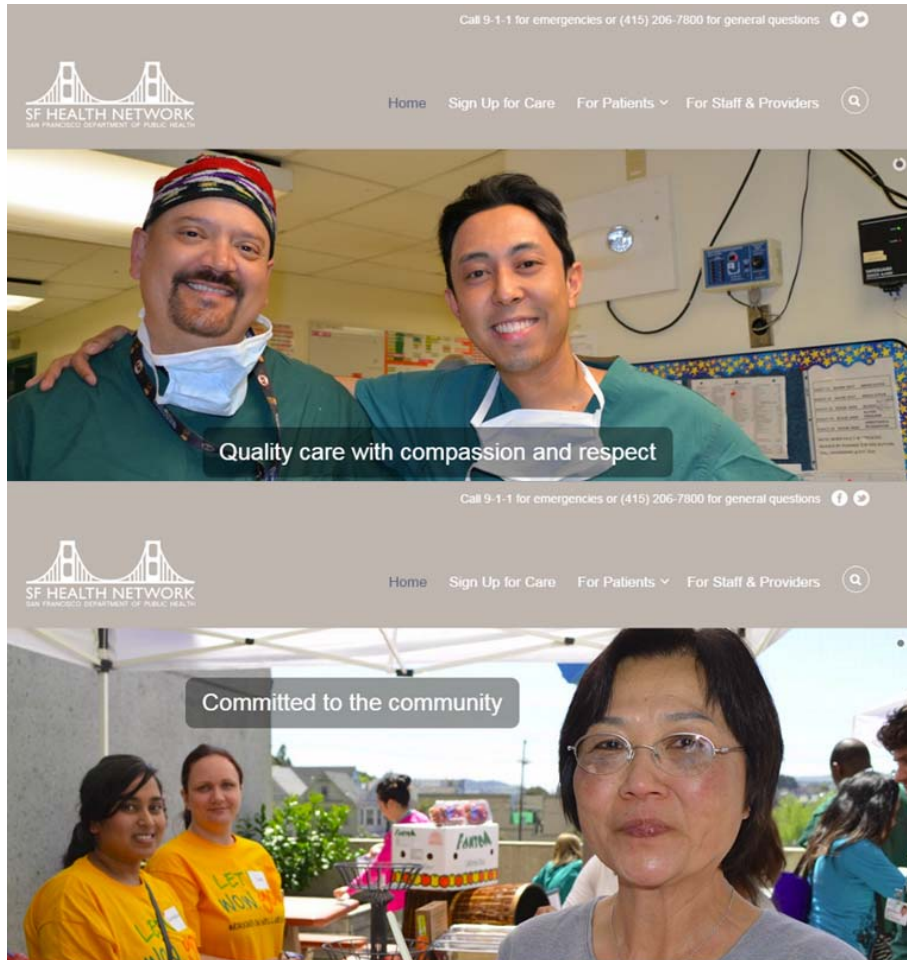 Call 9-1-1 for emergencies or (415) 206-7800 for general questions
SF HEALTH NETWORK
SAN FRANCISCO DEPARTMENT OF PUBLIC HEALTH
Home Sign Up for Care For Patients For Staff & Providers
Quality care with compassion and respect
Call 9-1-1 for emergencies or (415) 206-7800 for general questions
SF HEALTH NETWORK
SAN FRANCISCO DEPARTMENT OF PUBLIC HEALTH
Home Sign Up for Care For Patients For Staff & Providers
Committed to the community
LET
WOW